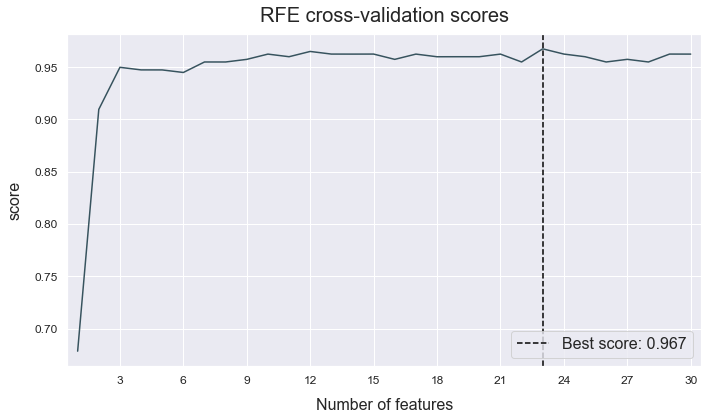 RFE cross-validation scores
score
0.95
0.90
0.85
0.80
0.75
0.70
Best score: 0.967
3 6 9 12 15 18 21 24 27 30
Number of features